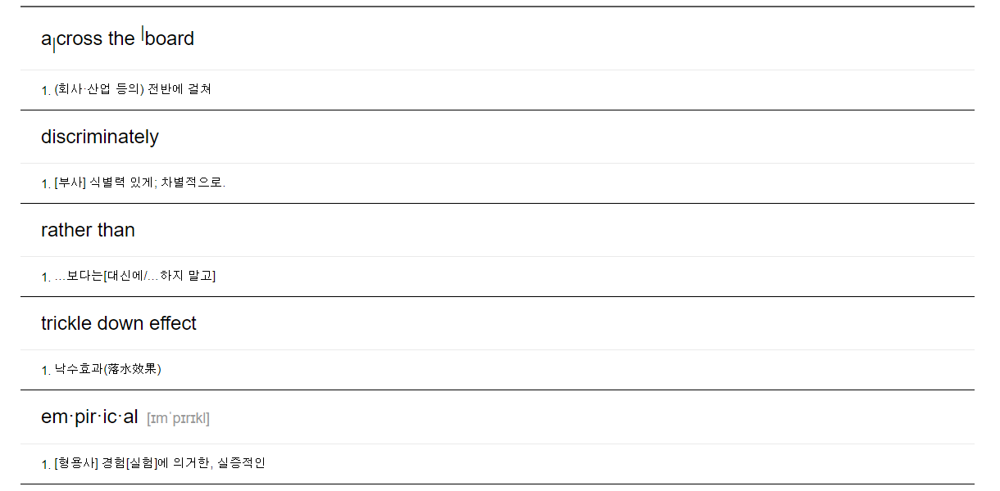 aˌcross the ˈboard
1. (회사·산업 등의) 전반에 걸쳐
discriminately
1. [부사] 식별력 있게; 차별적으로.
rather than
1. …보다는[대신에/…하지 말고]
trickle down effect
1. 낙수효과(落水效果)
em·pir·ic·al [ɪmˈpɪrɪkl]
1. [형용사] 경험[실험]에 의거한, 실증적인